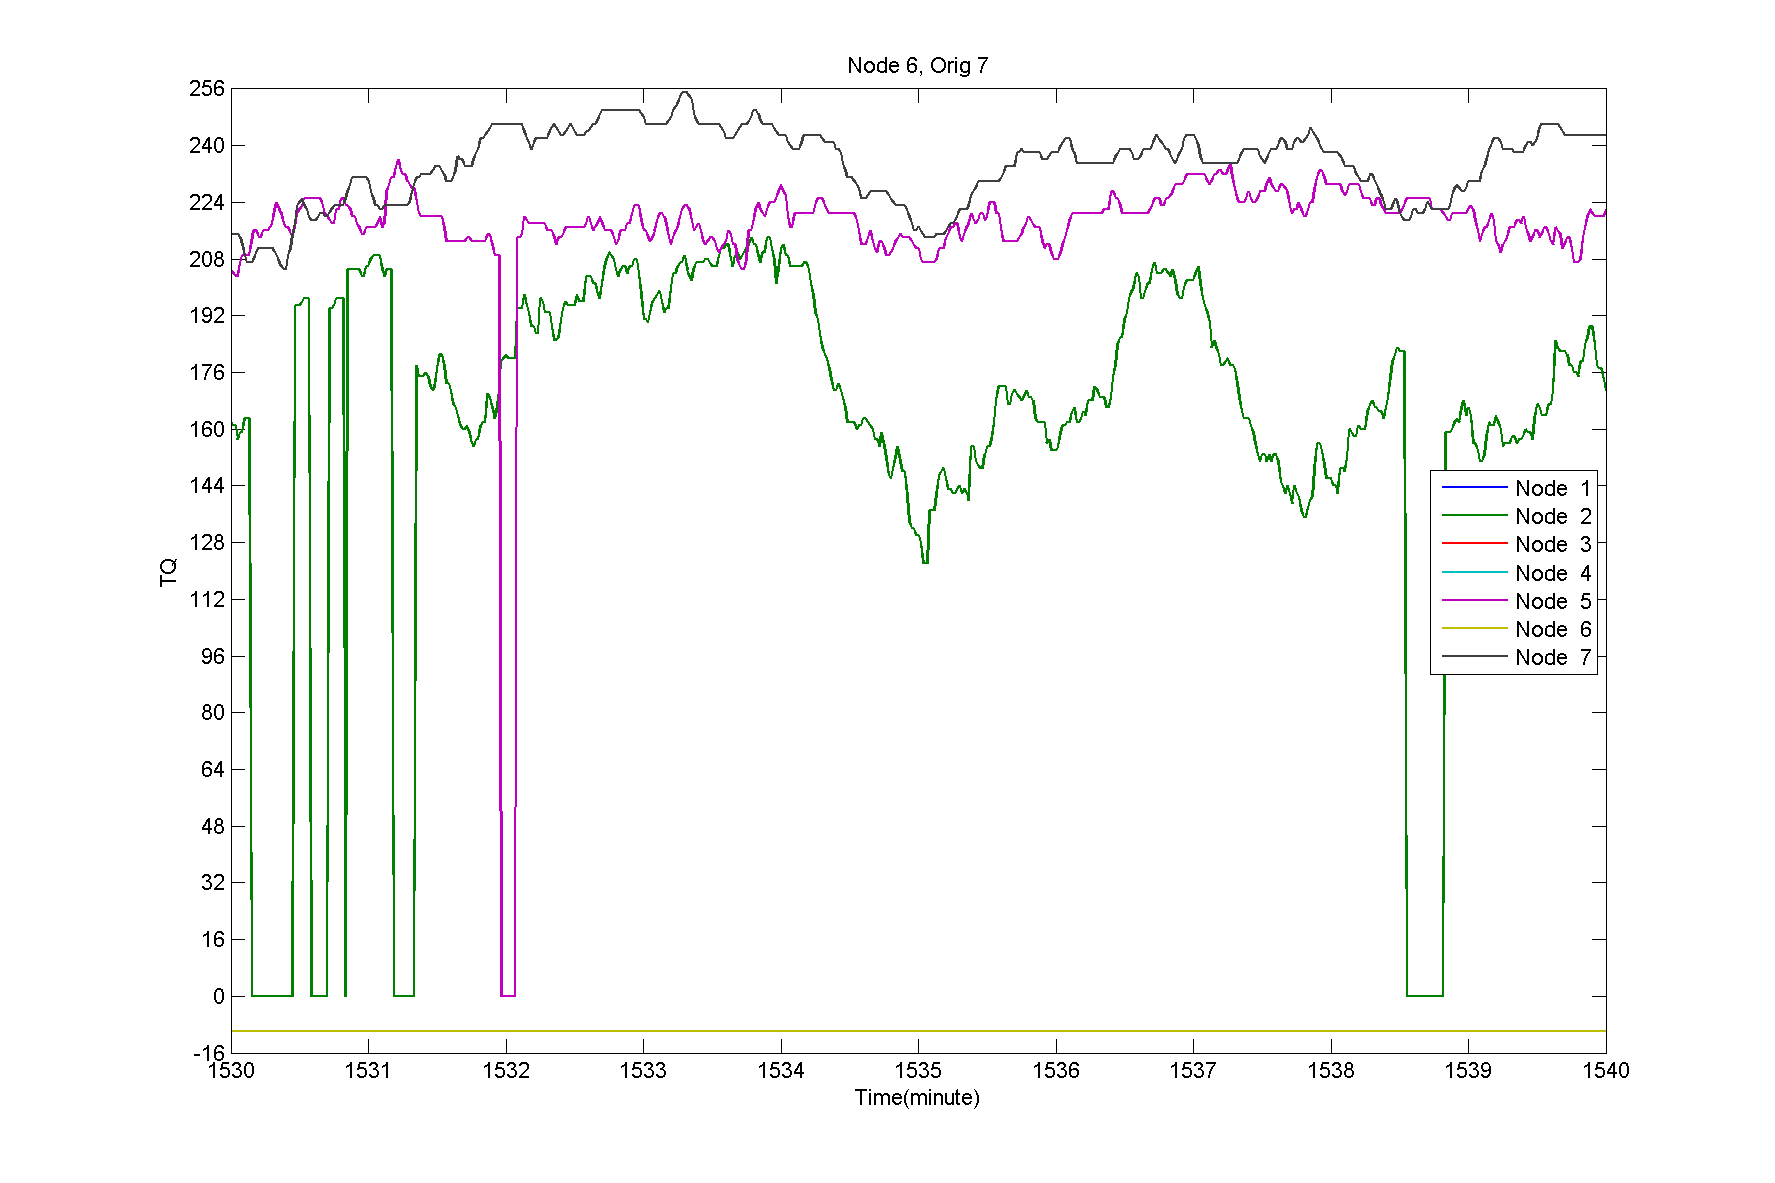 Node 6, Orig 7
256
240
224
208
192
176
160
144
128
112
96
80
64
48
32
16
0
-16
TQ
Node 1
Node 2
Node 3
Node 4
Node 5
Node 6
Node 7
1530 1531 1532 1533 1534 1535 1536 1537 1538 1539 1540
Time(minute)